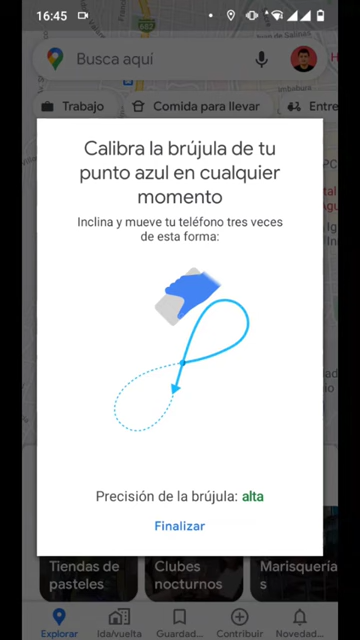 16:45
Busca aquí
H
Trabajo
Comida para llevar
Entre
Calibra la brújula de tu
punto azul en cualquier
momento
Inclina y mueve tu teléfono tres veces
de esta forma:
Precisión de la brújula: alta
Finalizar
Tiendas de
pasteles
Clubes
nocturnos
Marisquería
s
Explorar
Ida/vuelta
Guardad...
Contribuir
Novedad...